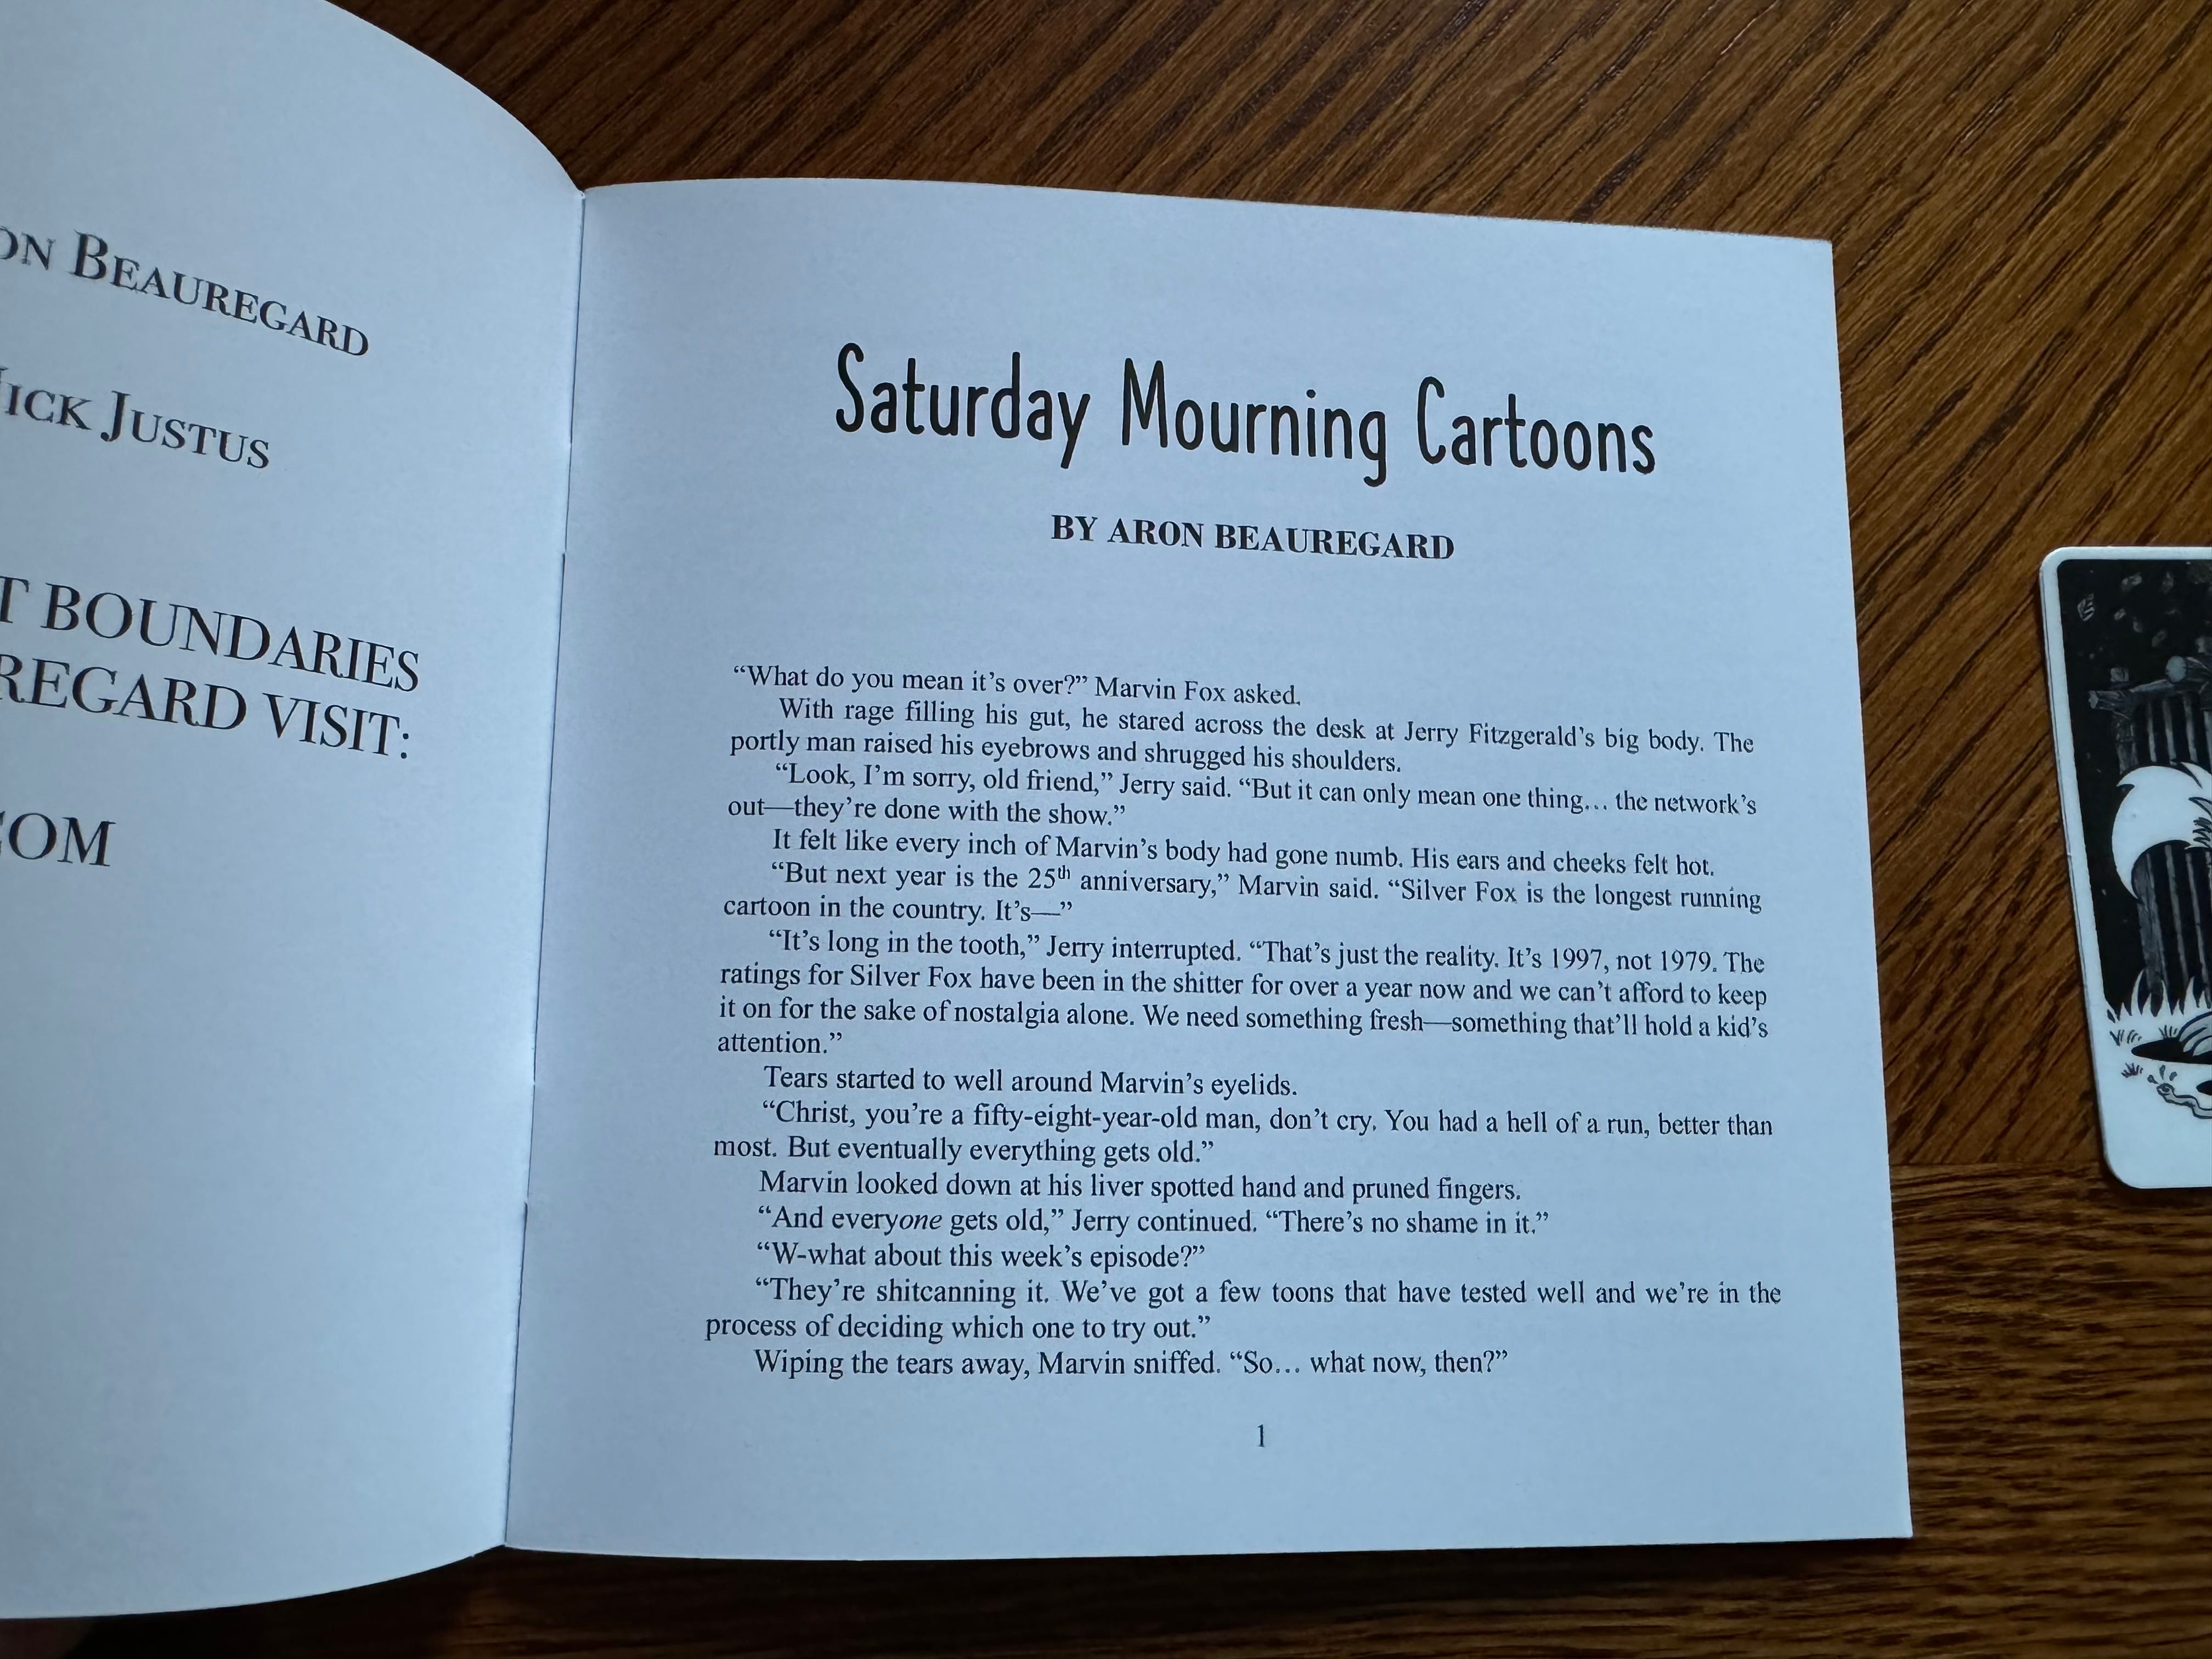 ON BEAUREGARD
NICK JUSTUS
T BOUNDARIES
REGARD VISIT:
COM
Saturday Mourning Cartoons
BY ARON BEAUREGARD
“What do you mean it’s over?” Marvin Fox asked.
With rage filling his gut, he stared across the desk at Jerry Fitzgerald’s big body. The
portly man raised his eyebrows and shrugged his shoulders.
“Look, I’m sorry, old friend,” Jerry said. “But it can only mean one thing… the network’s
out—they’re done with the show.”
It felt like every inch of Marvin’s body had gone numb. His ears and cheeks felt hot.
“But next year is the 25th anniversary,” Marvin said. “Silver Fox is the longest running
cartoon in the country. It’s—”
“It’s long in the tooth,” Jerry interrupted. “That’s just the reality. It’s 1997, not 1979. The
ratings for Silver Fox have been in the shitter for over a year now and we can’t afford to keep
it on for the sake of nostalgia alone. We need something fresh—something that’ll hold a kid’s
attention.”
Tears started to well around Marvin’s eyelids.
“Christ, you’re a fifty-eight-year-old man, don’t cry. You had a hell of a run, better than
most. But eventually everything gets old.”
Marvin looked down at his liver spotted hand and pruned fingers.
“And everyone gets old,” Jerry continued. “There’s no shame in it.”
“W-what about this week’s episode?”
“They’re shitcanning it. We’ve got a few toons that have tested well and we’re in the
process of deciding which one to try out.”
Wiping the tears away, Marvin sniffed. “So… what now, then?”
1